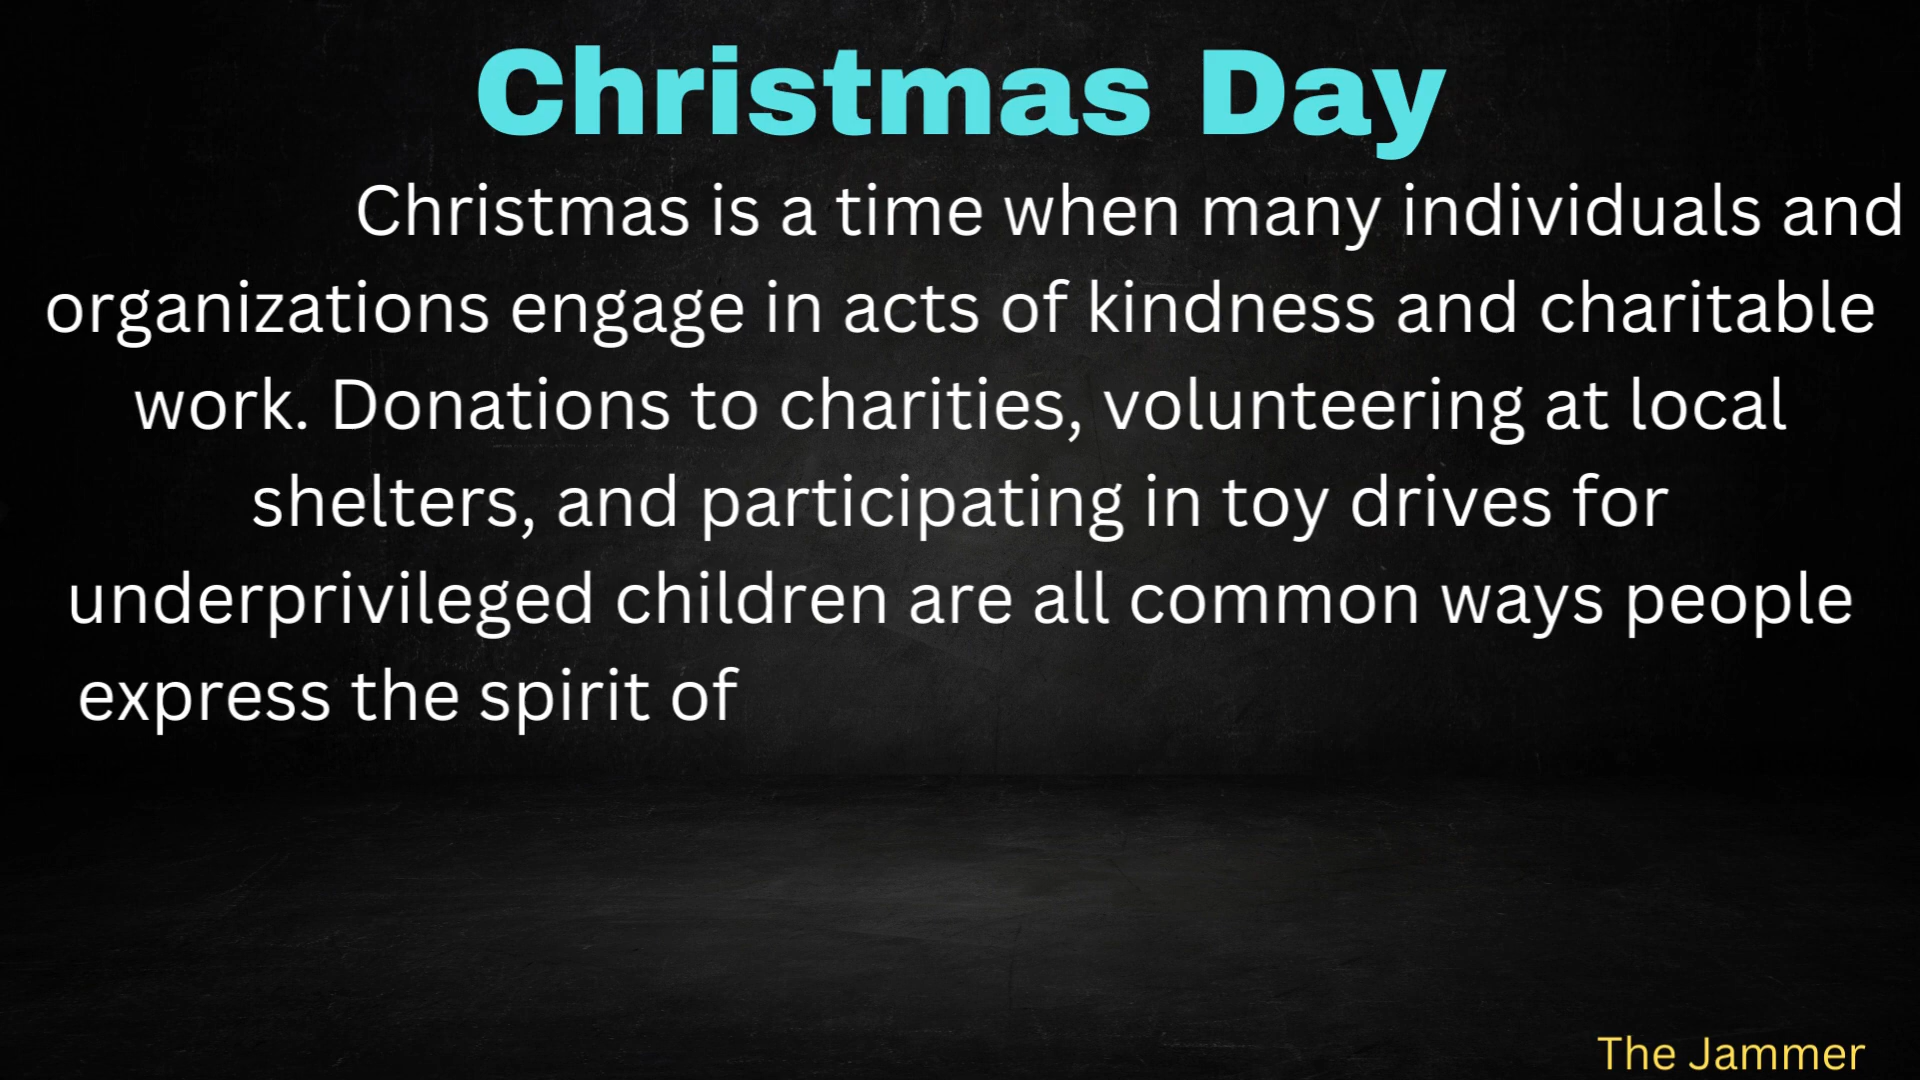 Christmas Day
Christmas is a time when many individuals and
organizations engage in acts of kindness and charitable
work. Donations to charities, volunteering at local
shelters, and participating in toy drives for
underprivileged children are all common ways people
express the spirit of
The Jammer